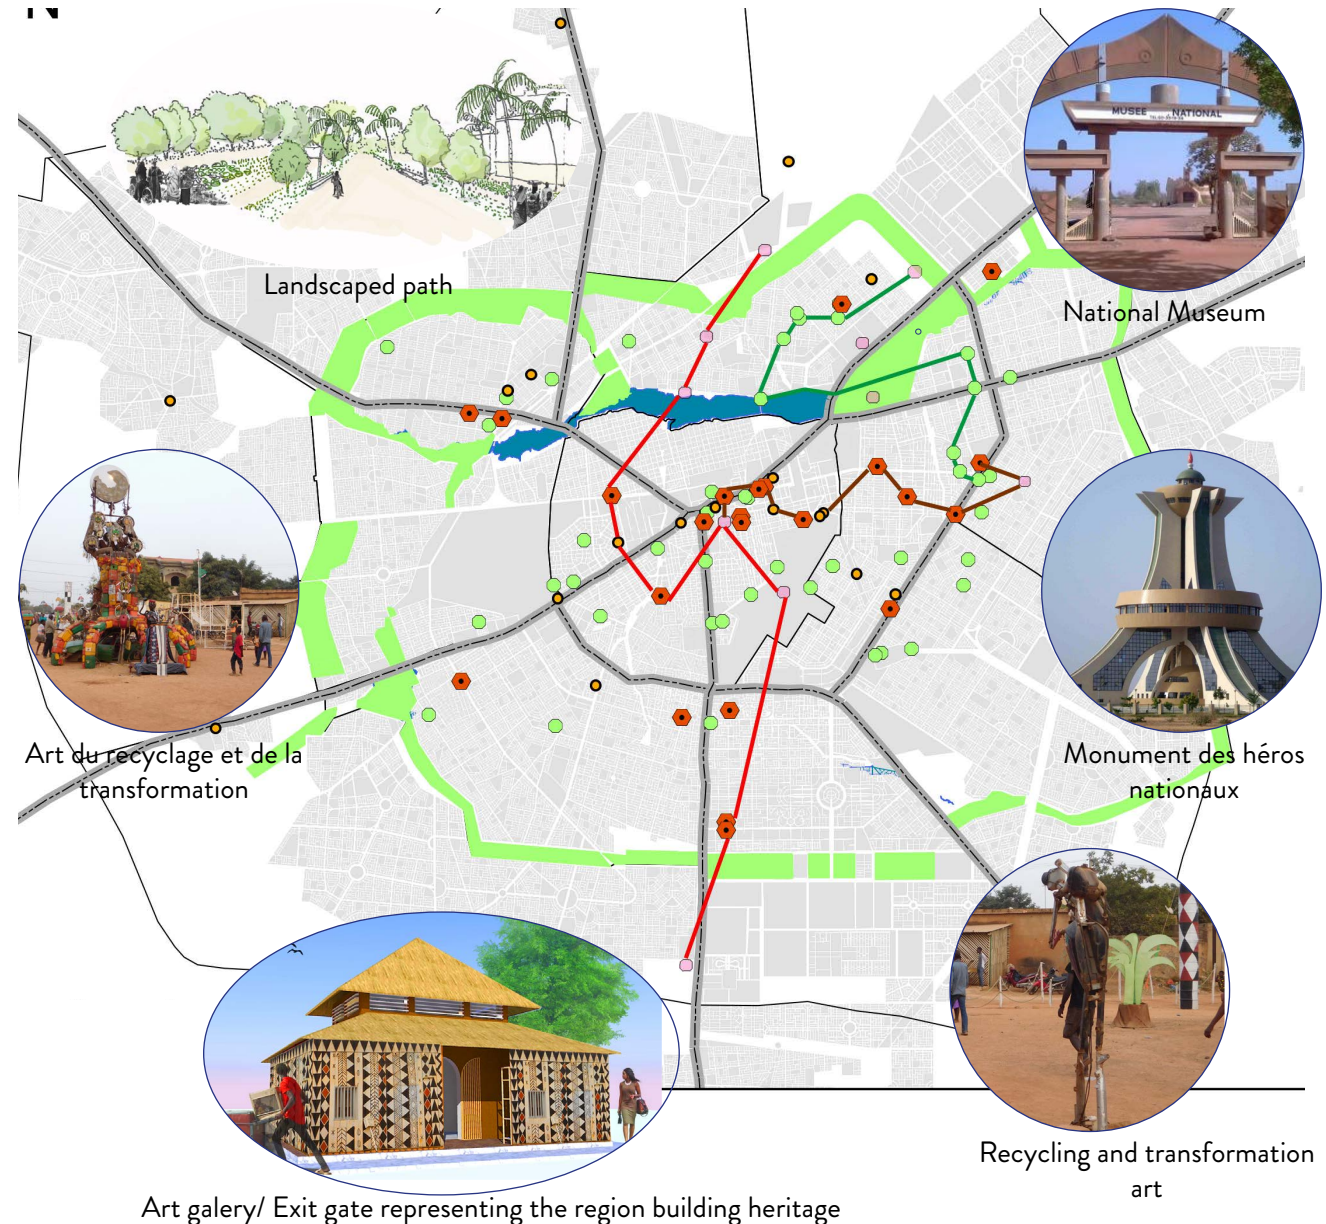 N
Landscaped path
MUSEE NATIONAL
National Museum
Art du recyclage et de la
transformation
Monument des héros
nationaux
Recycling and transformation
art
Art galery/ Exit gate representing the region building heritage